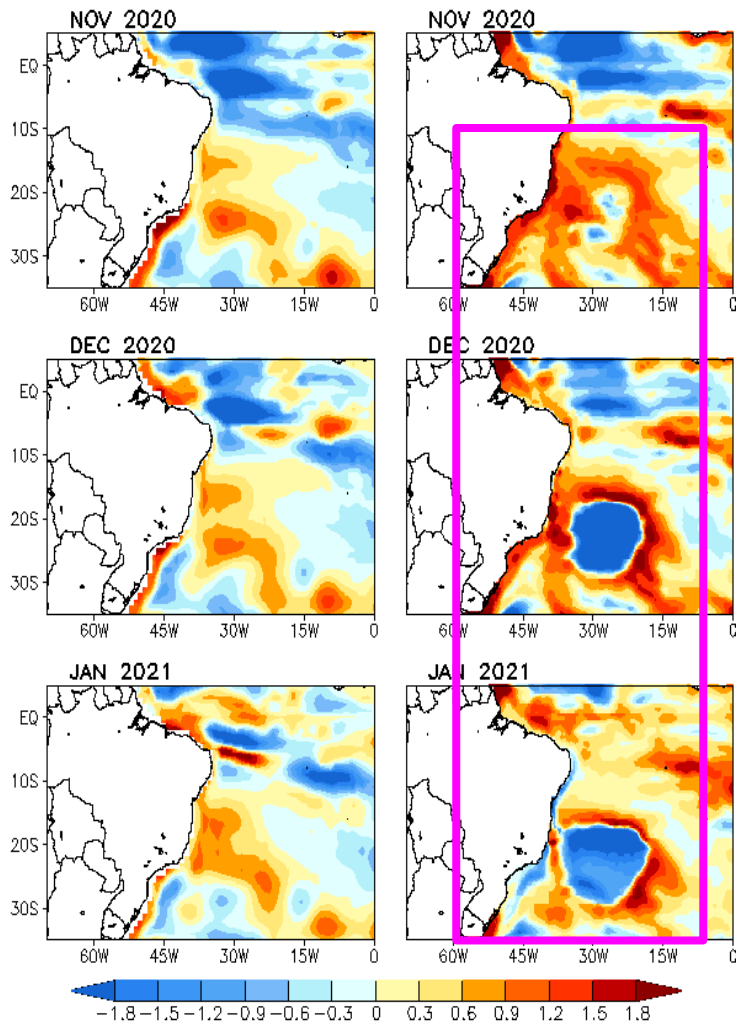 NOV 2020 NOV 2020
EQ EQ
10S 10S
20S 20S
30S 30S
60W 45W 30W 15W 0 60W 45W 30W 15W 0
DEC 2020 DEC 2020
EQ EQ
10S 10S
20S 20S
30S 30S
60W 45W 30W 15W 0 60W 45W 30W 15W 0
JAN 2021 JAN 2021
EQ EQ
10S 10S
20S 20S
30S 30S
60W 45W 30W 15W 0 60W 45W 30W 15W 0
-1.8 -1.5 -1.2 -0.9 -0.6 -0.3 0 0.3 0.6 0.9 1.2 1.5 1.8